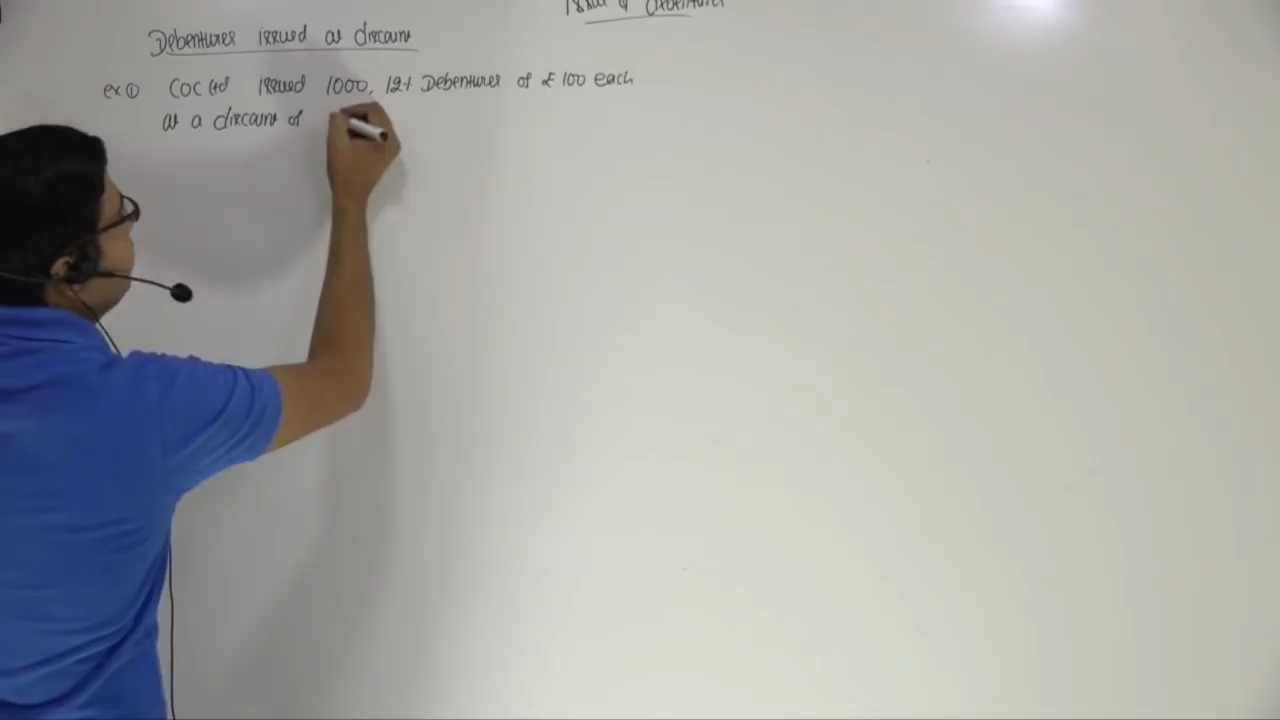 Issue of Debentures
Debentures issued at discount
ex ① COC Ltd issued 1000, 12% Debentures of ₹ 100 each
at a discount of